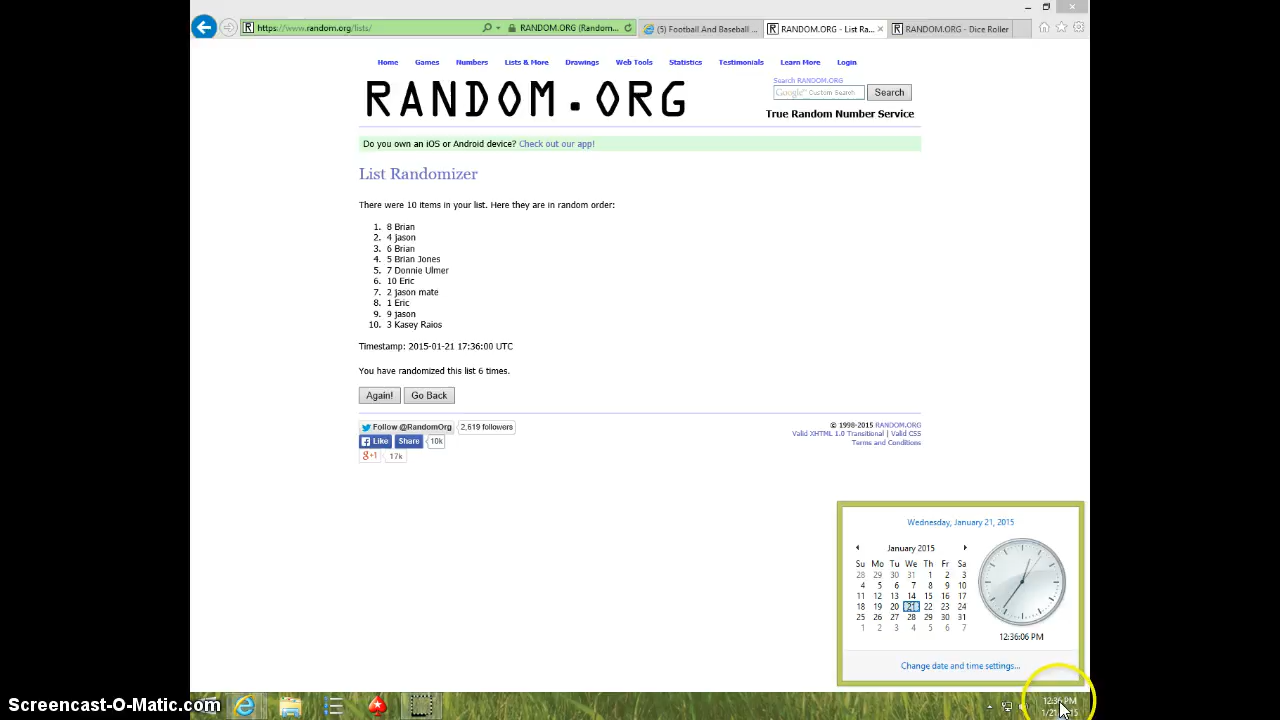 https://www.random.org/lists/
RANDOM.ORG (Random...
(5) Football And Baseball ...
RANDOM.ORG - List Ra...
RANDOM.ORG - Dice Roller
Home Games Numbers Lists & More Drawings Web Tools Statistics Testimonials Learn More Login
RANDOM.ORG
Search RANDOM.ORG
Google™ Custom Search
Search
True Random Number Service
Do you own an iOS or Android device? Check out our app!
List Randomizer
There were 10 items in your list. Here they are in random order:
1. 8 Brian
2. 4 jason
3. 6 Brian
4. 5 Brian Jones
5. 7 Donnie Ulmer
6. 10 Eric
7. 2 jason mate
8. 1 Eric
9. 9 jason
10. 3 Kasey Raios
Timestamp: 2015-01-21 17:36:00 UTC
You have randomized this list 6 times.
Again! Go Back
Follow @RandomOrg 2,619 followers
Like Share 10k
g+1 17k
© 1998-2015 RANDOM.ORG
Valid XHTML 1.0 Transitional | Valid CSS
Terms and Conditions
Wednesday, January 21, 2015
January 2015
Su Mo Tu We Th Fr Sa
28 29 30 31 1 2 3
4 5 6 7 8 9 10
11 12 13 14 15 16 17
18 19 20 21 22 23 24
25 26 27 28 29 30 31
1 2 3 4 5 6 7
12:36:06 PM
Change date and time settings...
12:36 PM
Screencast-O-Matic.com